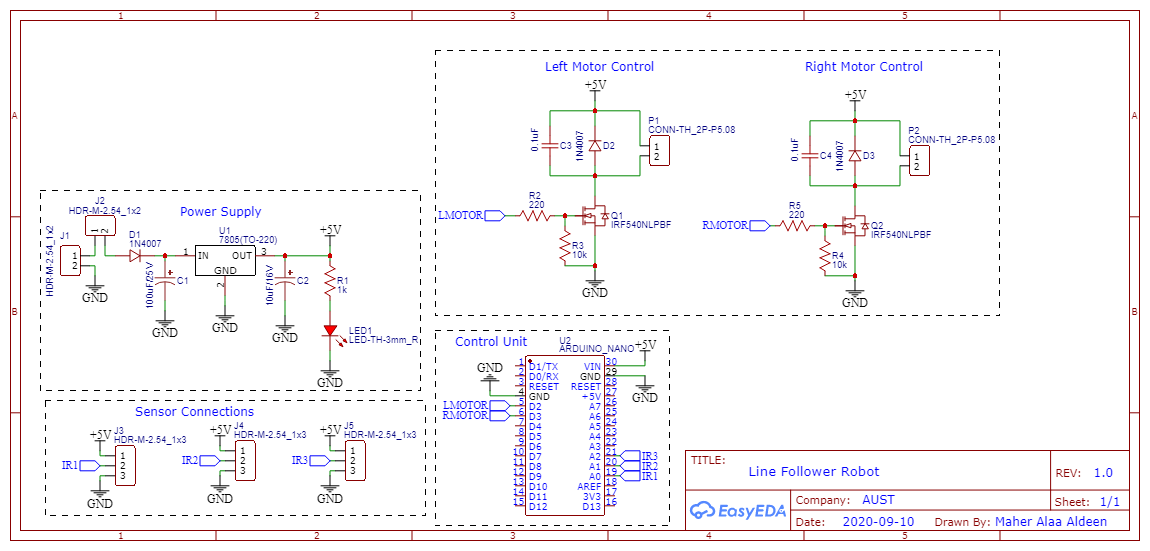 1 2 3 4 5
A
B
C
A
B
C
Left Motor Control
+5V
0.1uF
C3
1N4007
D2
P1
CONN-TH_2P-P5.08
1
2
LMOTOR
R2
220
Q1
IRF540NLPBF
R3
10k
GND
Right Motor Control
+5V
0.1uF
C4
1N4007
D3
P2
CONN-TH_2P-P5.08
1
2
RMOTOR
R5
220
Q2
IRF540NLPBF
R4
10k
GND
Power Supply
J2
HDR-M-2.54_1x2
1 2
J1
HDR-M-2.54_1x2
1
2
GND
D1
1N4007
100uF/25V
C1
GND
U1
7805(TO-220)
1 IN OUT 3
GND
2
GND
10uF/16V
C2
GND
+5V
R1
1k
LED1
LED-TH-3mm_R
GND
Sensor Connections
+5V
J3
HDR-M-2.54_1x3
IR1
1
2
3
GND
+5V
J4
HDR-M-2.54_1x3
IR2
1
2
3
GND
+5V
J5
HDR-M-2.54_1x3
IR3
1
2
3
GND
Control Unit
U2
ARDUINO_NANO
+5V
GND
GND
LMOTOR
RMOTOR
1 D1/TX VIN 30
2 D0/RX GND 29
3 RESET RESET 28
4 GND +5V 27
5 D2 A7 26
6 D3 A6 25
7 D4 A5 24
8 D5 A4 23
9 D6 A3 22
10 D7 A2 21 IR3
11 D8 A1 20 IR2
12 D9 A0 19 IR1
13 D10 AREF 18
14 D11 3V3 17
15 D12 D13 16
TITLE:
Line Follower Robot
REV: 1.0
EasyEDA
Company: AUST
Sheet: 1/1
Date: 2020-09-10 Drawn By: Maher Alaa Aldeen
1 2 3 4 5